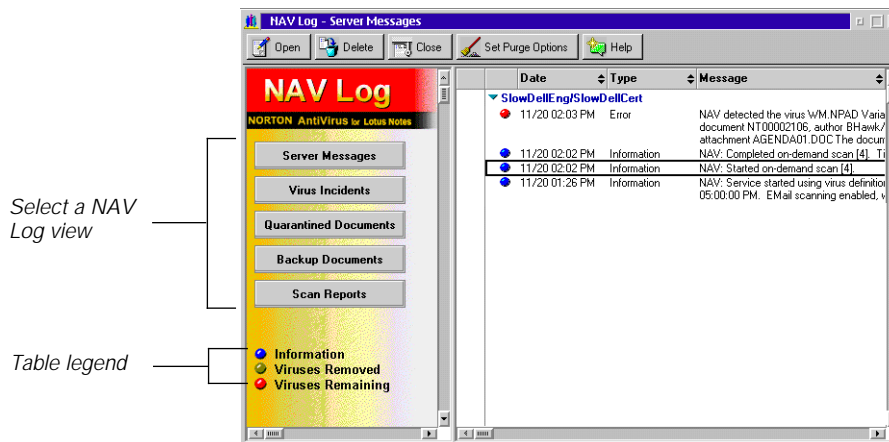 NAV Log - Server Messages
Open Delete Close Set Purge Options Help
NAV Log
NORTON AntiVirus for Lotus Notes
Server Messages
Virus Incidents
Quarantined Documents
Backup Documents
Scan Reports
Information
Viruses Removed
Viruses Remaining
Select a NAV
Log view
Table legend
Date Type Message
SlowDellEng/SlowDellCert
11/20 02:03 PM Error NAV detected the virus WM.NPAD Varia
document NT00002106, author BHawk/
attachment AGENDA01.DOC The docum
11/20 02:02 PM Information NAV: Completed on-demand scan [4]. Ti
11/20 02:02 PM Information NAV: Started on-demand scan [4].
11/20 01:26 PM Information NAV: Service started using virus definition
05:00:00 PM. EMail scanning enabled, v